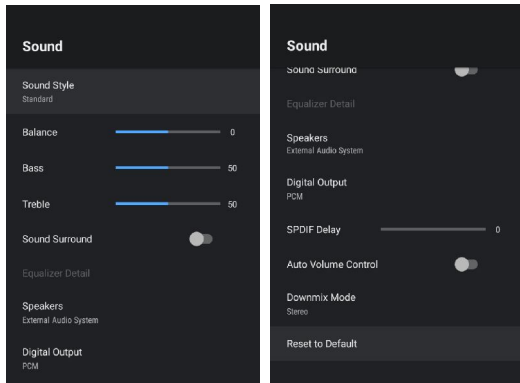 Sound
Sound Style
Standard
Balance 0
Bass 50
Treble 50
Sound Surround
Equalizer Detail
Speakers
External Audio System
Digital Output
PCM
Sound
Sound Surround
Equalizer Detail
Speakers
External Audio System
Digital Output
PCM
SPDIF Delay 0
Auto Volume Control
Downmix Mode
Stereo
Reset to Default